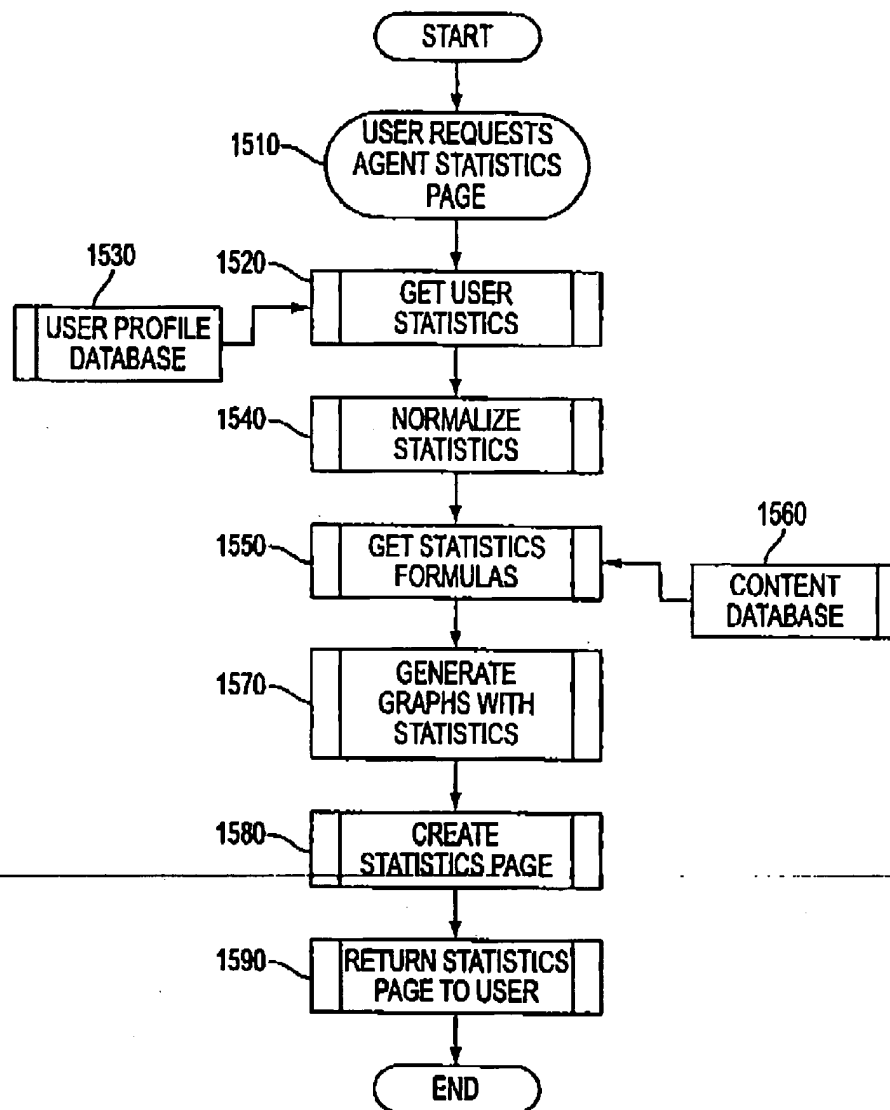 START
1510
USER REQUESTS
AGENT STATISTICS
PAGE
1520
GET USER
STATISTICS
1530
USER PROFILE
DATABASE
1540
NORMALIZE
STATISTICS
1550
GET STATISTICS
FORMULAS
1560
CONTENT
DATABASE
1570
GENERATE
GRAPHS WITH
STATISTICS
1580
CREATE
STATISTICS PAGE
1590
RETURN STATISTICS
PAGE TO USER
END